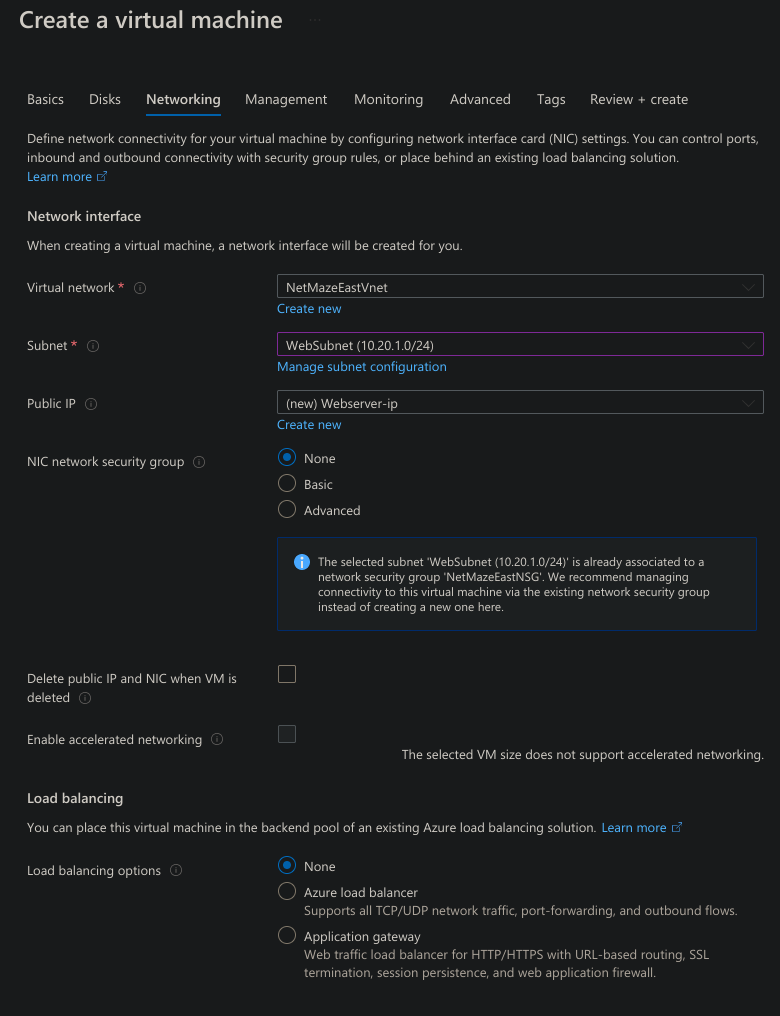 Create a virtual machine ...
Basics Disks Networking Management Monitoring Advanced Tags Review + create
Define network connectivity for your virtual machine by configuring network interface card (NIC) settings. You can control ports,
inbound and outbound connectivity with security group rules, or place behind an existing load balancing solution.
Learn more
Network interface
When creating a virtual machine, a network interface will be created for you.
Virtual network * NetMazeEastVnet
Create new
Subnet * WebSubnet (10.20.1.0/24)
Manage subnet configuration
Public IP (new) Webserver-ip
Create new
NIC network security group None
Basic
Advanced
The selected subnet 'WebSubnet (10.20.1.0/24)' is already associated to a
network security group 'NetMazeEastNSG'. We recommend managing
connectivity to this virtual machine via the existing network security group
instead of creating a new one here.
Delete public IP and NIC when VM is
deleted
Enable accelerated networking
The selected VM size does not support accelerated networking.
Load balancing
You can place this virtual machine in the backend pool of an existing Azure load balancing solution. Learn more
Load balancing options None
Azure load balancer
Supports all TCP/UDP network traffic, port-forwarding, and outbound flows.
Application gateway
Web traffic load balancer for HTTP/HTTPS with URL-based routing, SSL
termination, session persistence, and web application firewall.